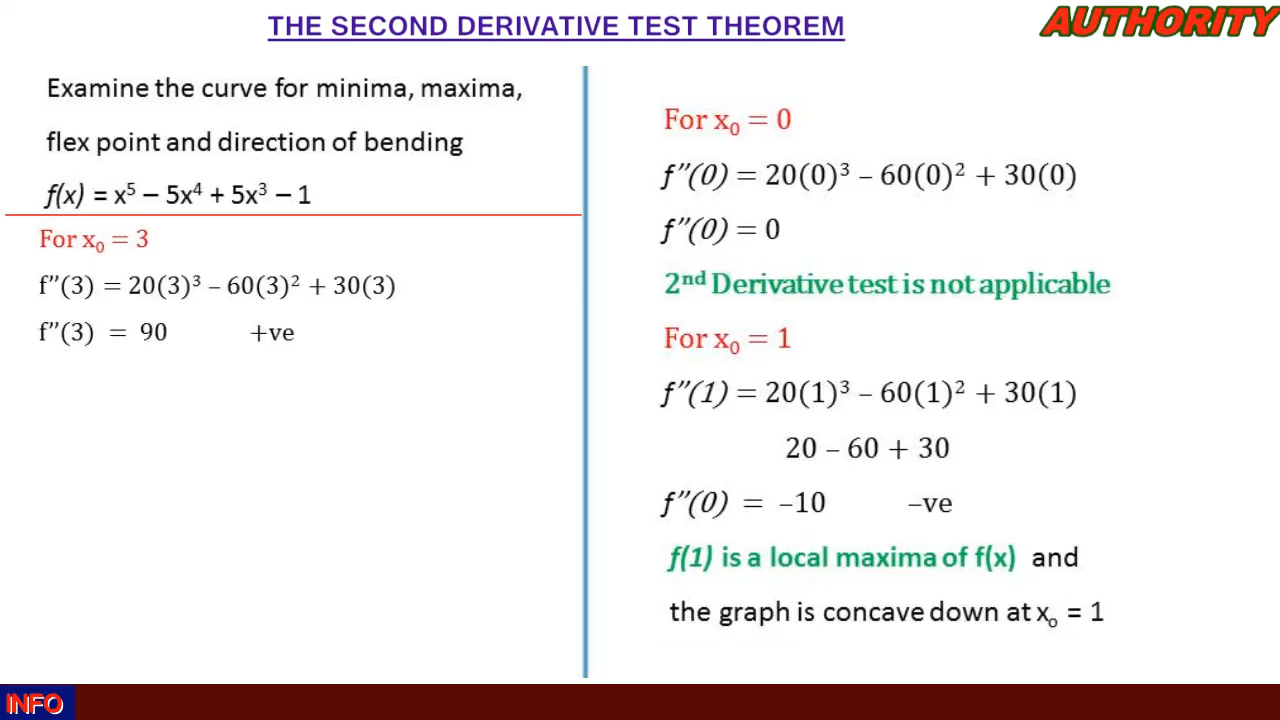 THE SECOND DERIVATIVE TEST THEOREM
AUTHORITY
Examine the curve for minima, maxima,
flex point and direction of bending
f(x) = x⁵ – 5x⁴ + 5x³ – 1
For x₀ = 3
f”(3) = 20(3)³ – 60(3)² + 30(3)
f”(3) = 90 +ve
For x₀ = 0
f”(0) = 20(0)³ – 60(0)² + 30(0)
f”(0) = 0
2ⁿᵈ Derivative test is not applicable
For x₀ = 1
f”(1) = 20(1)³ – 60(1)² + 30(1)
20 – 60 + 30
f”(0) = –10 –ve
f(1) is a local maxima of f(x) and
the graph is concave down at xₒ = 1
INFO